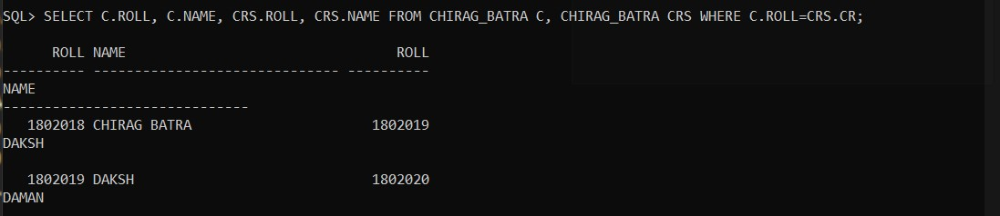 SQL> SELECT C.ROLL, C.NAME, CRS.ROLL, CRS.NAME FROM CHIRAG_BATRA C, CHIRAG_BATRA CRS WHERE C.ROLL=CRS.CR;
ROLL NAME ROLL
---------- ------------------------------ ----------
NAME
------------------------------
1802018 CHIRAG BATRA 1802019
DAKSH
1802019 DAKSH 1802020
DAMAN